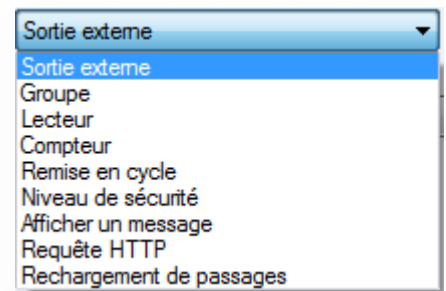 Sortie externe
Sortie externe
Groupe
Lecteur
Compteur
Remise en cycle
Niveau de sécurité
Afficher un message
Requête HTTP
Rechargement de passages